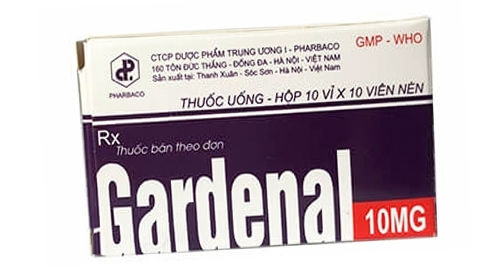 CTCP DƯỢC PHẨM TRUNG ƯƠNG I - PHARBACO
160 TÔN ĐỨC THẮNG - ĐỐNG ĐA - HÀ NỘI - VIỆT NAM
Sản xuất tại: Thanh Xuân - Sóc Sơn - Hà Nội - Việt Nam
GMP - WHO
PHARBACO
THUỐC UỐNG - HỘP 10 VỈ X 10 VIÊN NÉN
Rx
Thuốc bán theo đơn
Gardenal
10MG